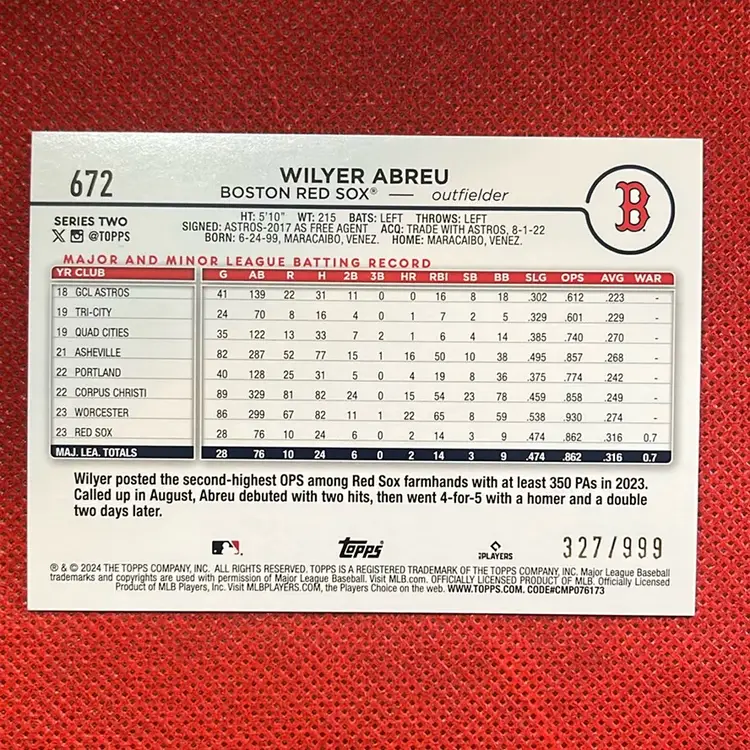 672
WILYER ABREU
BOSTON RED SOX® — outfielder
B
SERIES TWO
@TOPPS
HT: 5'10" WT: 215 BATS: LEFT THROWS: LEFT
SIGNED: ASTROS-2017 AS FREE AGENT ACQ: TRADE WITH ASTROS, 8-1-22
BORN: 6-24-99, MARACAIBO, VENEZ. HOME: MARACAIBO, VENEZ.
MAJOR AND MINOR LEAGUE BATTING RECORD
YR CLUB G AB R H 2B 3B HR RBI SB BB SLG OPS AVG WAR
18 GCL ASTROS 41 139 22 31 11 0 0 16 8 18 .302 .612 .223 -
19 TRI-CITY 24 70 8 16 4 0 1 7 2 5 .329 .601 .229 -
19 QUAD CITIES 35 122 13 33 7 2 1 6 4 14 .385 .740 .270 -
21 ASHEVILLE 82 287 52 77 15 1 16 50 10 38 .495 .857 .268 -
22 PORTLAND 40 128 25 31 5 0 4 19 8 36 .375 .774 .242 -
22 CORPUS CHRISTI 89 329 81 82 24 0 15 54 23 78 .459 .858 .249 -
23 WORCESTER 86 299 67 82 11 1 22 65 8 59 .538 .930 .274 -
23 RED SOX 28 76 10 24 6 0 2 14 3 9 .474 .862 .316 0.7
MAJ. LEA. TOTALS 28 76 10 24 6 0 2 14 3 9 .474 .862 .316 0.7
Wilyer posted the second-highest OPS among Red Sox farmhands with at least 350 PAs in 2023.
Called up in August, Abreu debuted with two hits, then went 4-for-5 with a homer and a double
two days later.
TOPPS PLAYERS 327/999
® & © 2024 THE TOPPS COMPANY, INC. ALL RIGHTS RESERVED. TOPPS IS A REGISTERED TRADEMARK OF THE TOPPS COMPANY, INC. Major League Baseball
trademarks and copyrights are used with permission of Major League Baseball. Visit MLB.com. OFFICIALLY LICENSED PRODUCT OF MLB. Officially Licensed
Product of MLB Players, Inc. Visit MLBPLAYERS.COM, the Players Choice on the web. WWW.TOPPS.COM. CODE#CMP076173